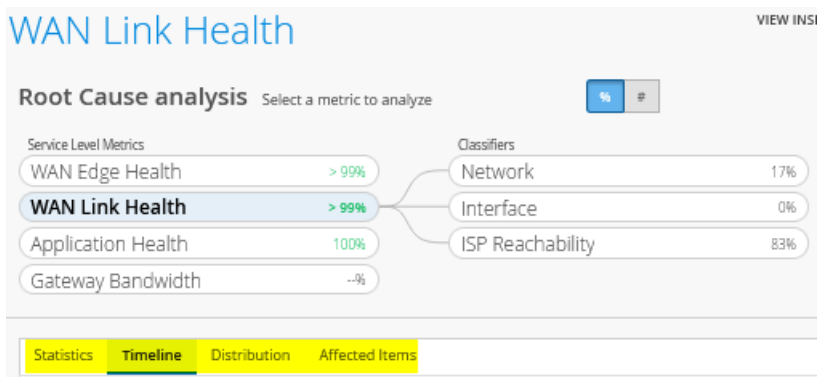 WAN Link Health
VIEW INSI
Root Cause analysis Select a metric to analyze
% #
Service Level Metrics Classifiers
WAN Edge Health > 99% Network 17%
WAN Link Health > 99% Interface 0%
Application Health 100% ISP Reachability 83%
Gateway Bandwidth --%
Statistics Timeline Distribution Affected Items